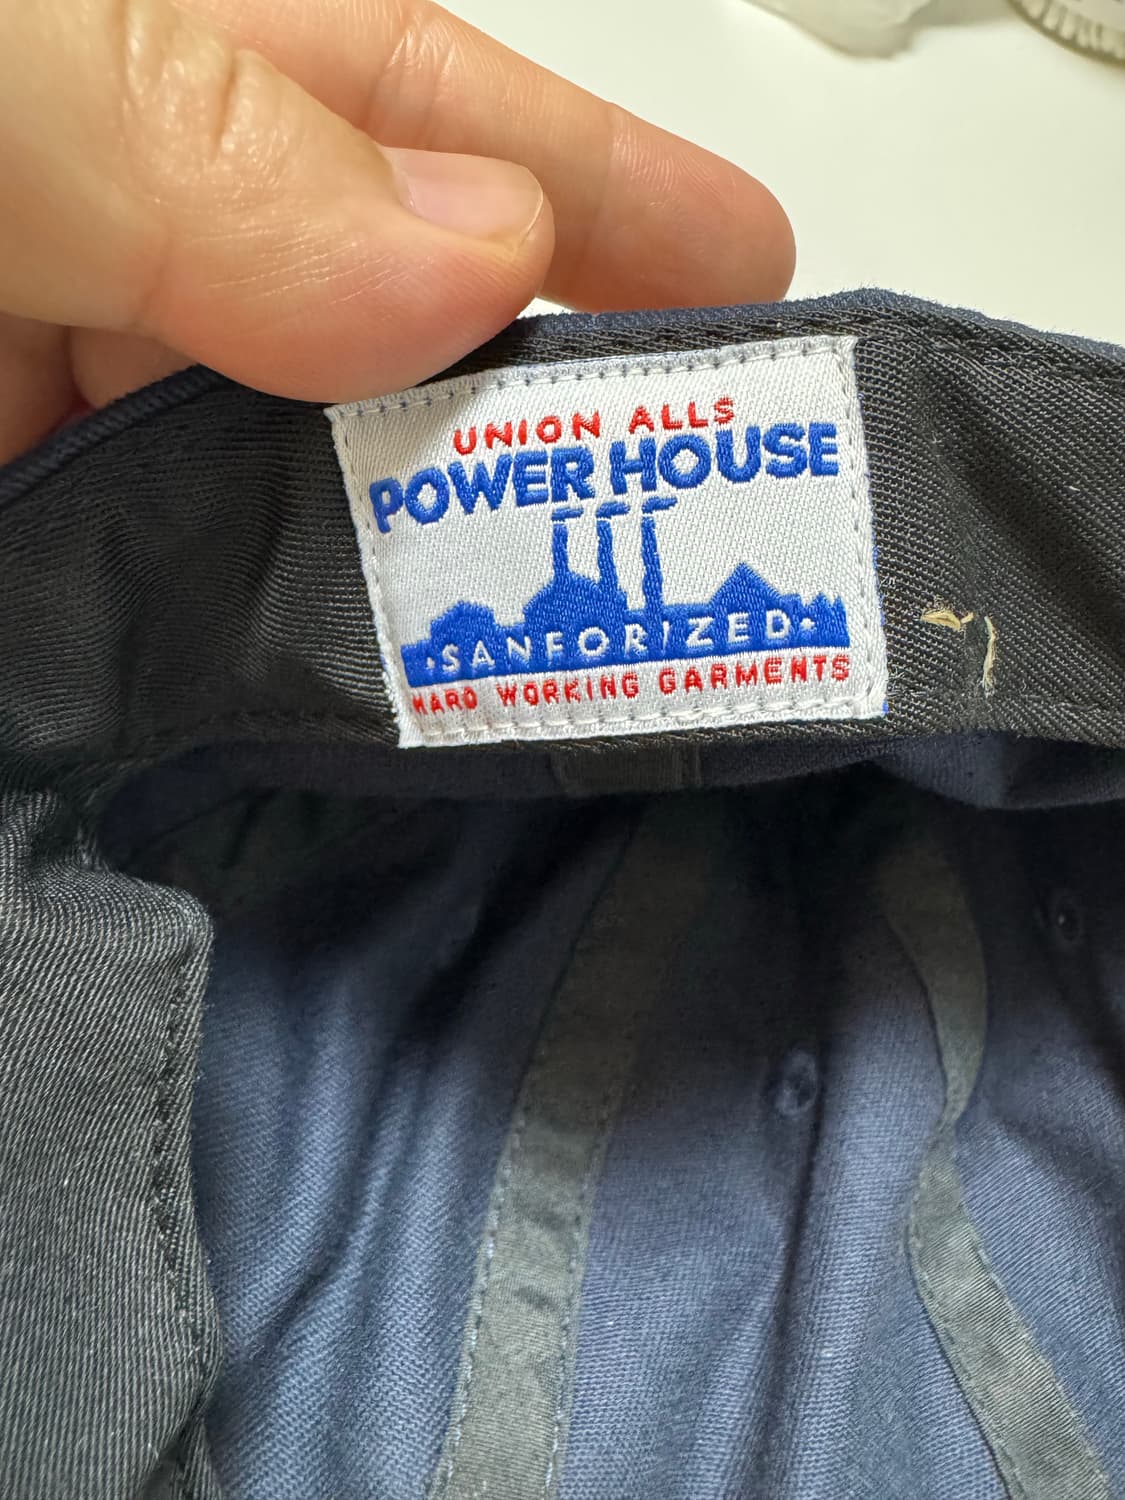 UNION ALLS
POWER HOUSE
·SANFORIZED·
HARD WORKING GARMENTS